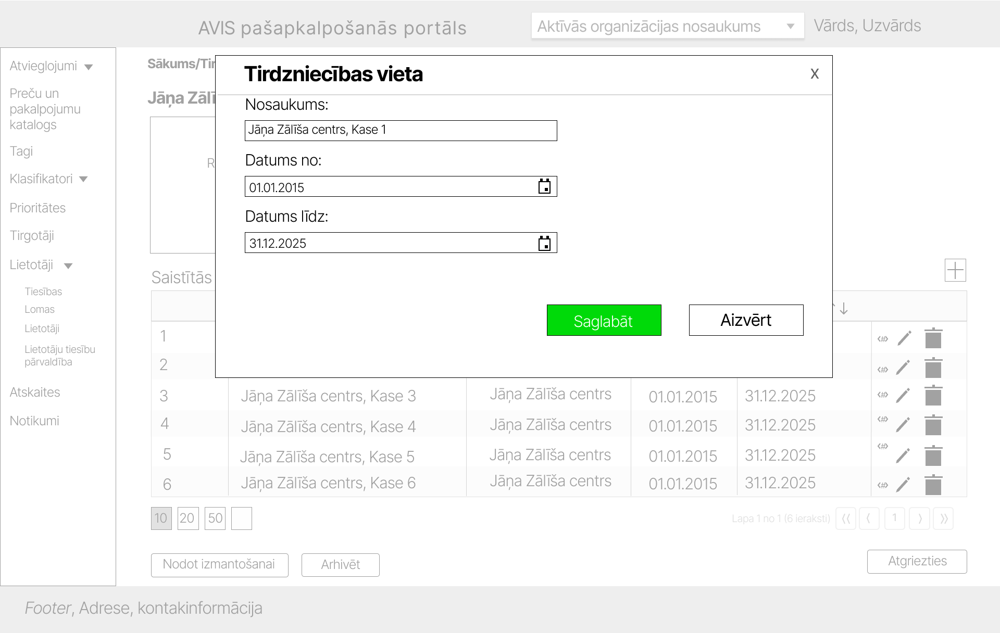 AVIS pašapkalpošanās portāls
Aktīvās organizācijas nosaukums
Vārds, Uzvārds
Atvieglojumi
Preču un
pakalpojumu
katalogs
Tagi
Klasifikatori
Prioritātes
Tirgotāji
Lietotāji
Tiesības
Lomas
Lietotāji
Lietotāju tiesību
pārvaldība
Atskaites
Notikumi
Sākums/Tir
Jāņa Zālī
R
Tirdzniecības vieta
X
Nosaukums:
Jāņa Zālīša centrs, Kase 1
Datums no:
01.01.2015
Datums līdz:
31.12.2025
Saglabāt
Aizvērt
Saistītās
1 <#>
2 <#>
3 Jāņa Zālīša centrs, Kase 3 Jāņa Zālīša centrs 01.01.2015 31.12.2025 <#>
4 Jāņa Zālīša centrs, Kase 4 Jāņa Zālīša centrs 01.01.2015 31.12.2025 <#>
5 Jāņa Zālīša centrs, Kase 5 Jāņa Zālīša centrs 01.01.2015 31.12.2025 <#>
6 Jāņa Zālīša centrs, Kase 6 Jāņa Zālīša centrs 01.01.2015 31.12.2025 <#>
10 20 50
Lapa 1 no 1 (6 ieraksti) ⟨⟨ ⟨ 1 ⟩ ⟩⟩
Nodot izmantošanai
Arhivēt
Atgriezties
Footer, Adrese, kontakinformācija